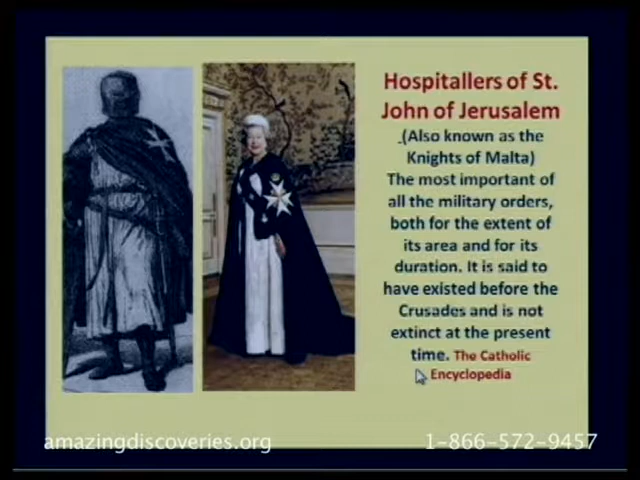 Hospitallers of St.
John of Jerusalem
(Also known as the
Knights of Malta)
The most important of
all the military orders,
both for the extent of
its area and for its
duration. It is said to
have existed before the
Crusades and is not
extinct at the present
time. The Catholic
Encyclopedia
amazingdiscoveries.org
1-866-572-9457